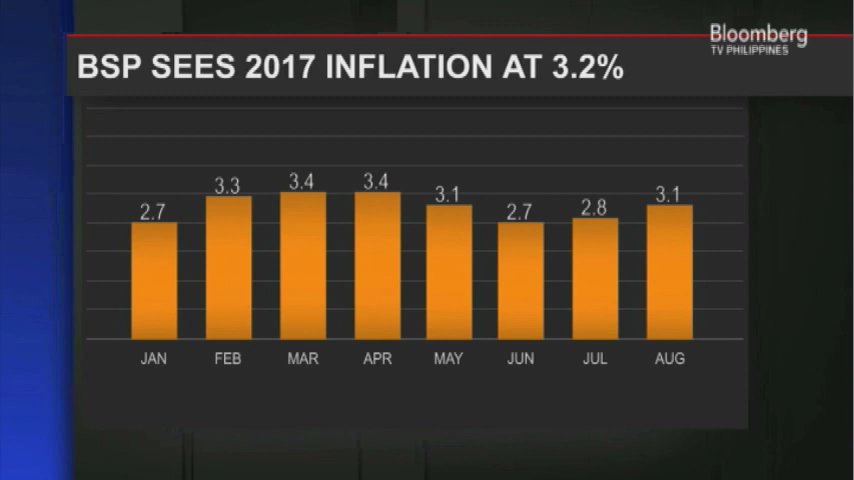 Bloomberg
TV PHILIPPINES
BSP SEES 2017 INFLATION AT 3.2%
2.7 3.3 3.4 3.4 3.1 2.7 2.8 3.1
JAN FEB MAR APR MAY JUN JUL AUG